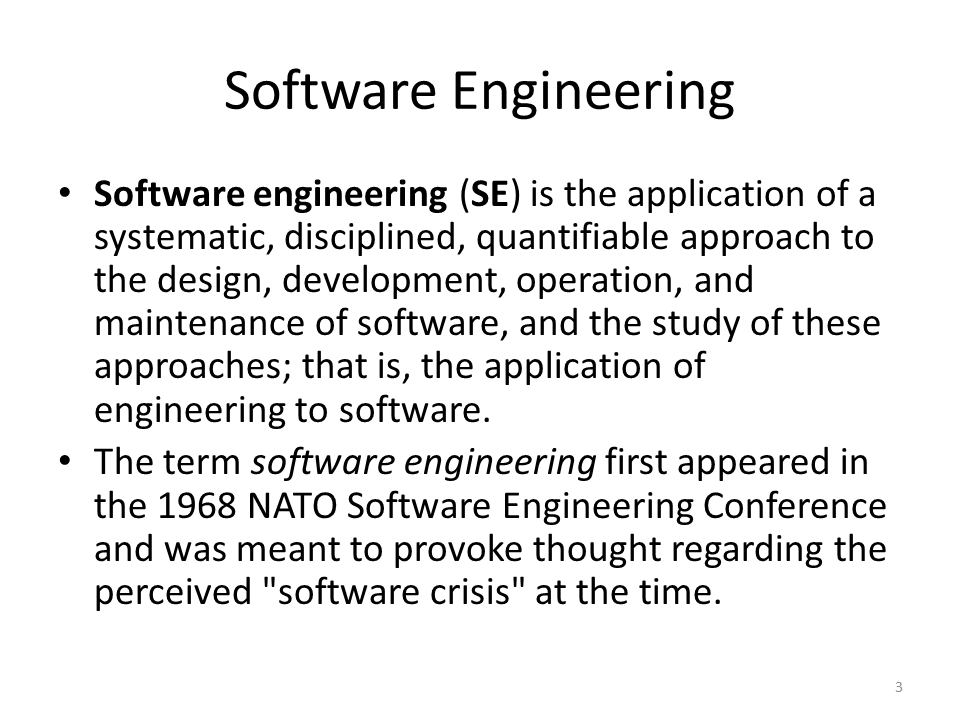 Software Engineering
• Software engineering (SE) is the application of a
systematic, disciplined, quantifiable approach to
the design, development, operation, and
maintenance of software, and the study of these
approaches; that is, the application of
engineering to software.
• The term software engineering first appeared in
the 1968 NATO Software Engineering Conference
and was meant to provoke thought regarding the
perceived "software crisis" at the time.
3